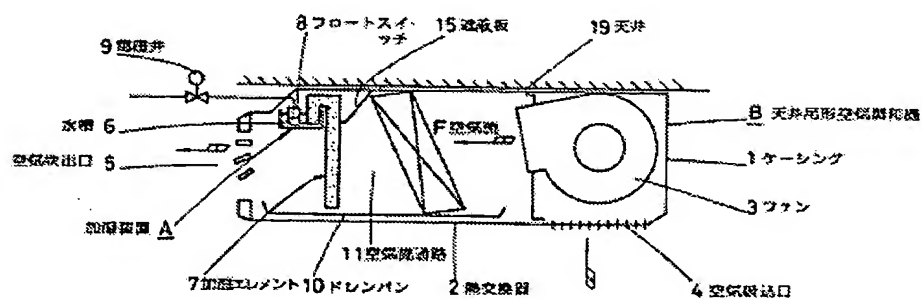 8 フロートスイッチ
15 遮蔽板
19 天井
9 電磁弁
水槽 6
F 空気流
B 天井吊形空気調和機
空気吹出口 5
1 ケーシング
3 ファン
加湿装置 A
11 空気流通路
7 加湿エレメント
10 ドレンパン
2 熱交換器
4 空気吸込口